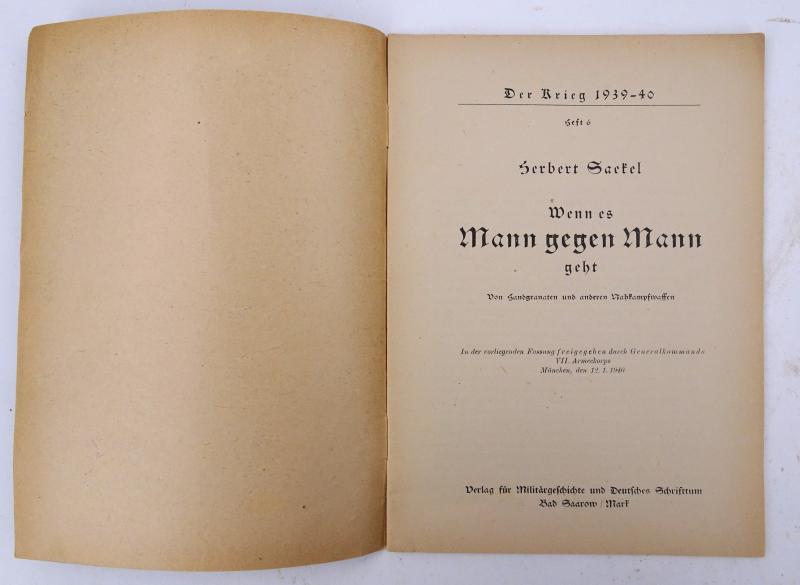 Der Krieg 1939-40
Heft 6
Herbert Saekel
Wenn es
Mann gegen Mann
geht
Von Handgranaten und anderen Nahkampfwaffen
In der vorliegenden Fassung freigegeben durch Generalkommando
VII. Armeekorps
München, den 12. 1. 1940
Verlag für Militärgeschichte und Deutsches Schrifttum
Bad Saarow / Mark